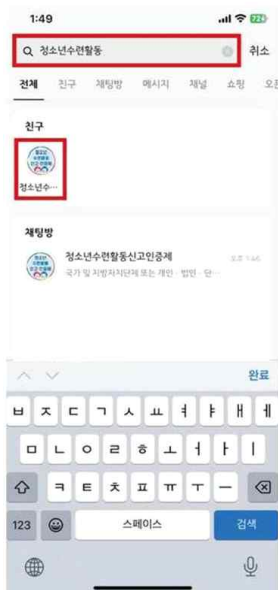 1:49
청소년수련활동
취소
전체 친구 채팅방 메시지 채널 쇼핑 오픈
친구
청소년수…
채팅방
청소년수련활동신고인증제
국가 및 지방자치단체 또는 개인 · 법인 · 단…
완료
ㅂ ㅈ ㄷ ㄱ ㅅ ㅛ ㅕ ㅑ ㅐ ㅔ
ㅁ ㄴ ㅇ ㄹ ㅎ ㅗ ㅓ ㅏ ㅣ
ㅋ ㅌ ㅊ ㅍ ㅠ ㅜ ㅡ
123 스페이스 검색